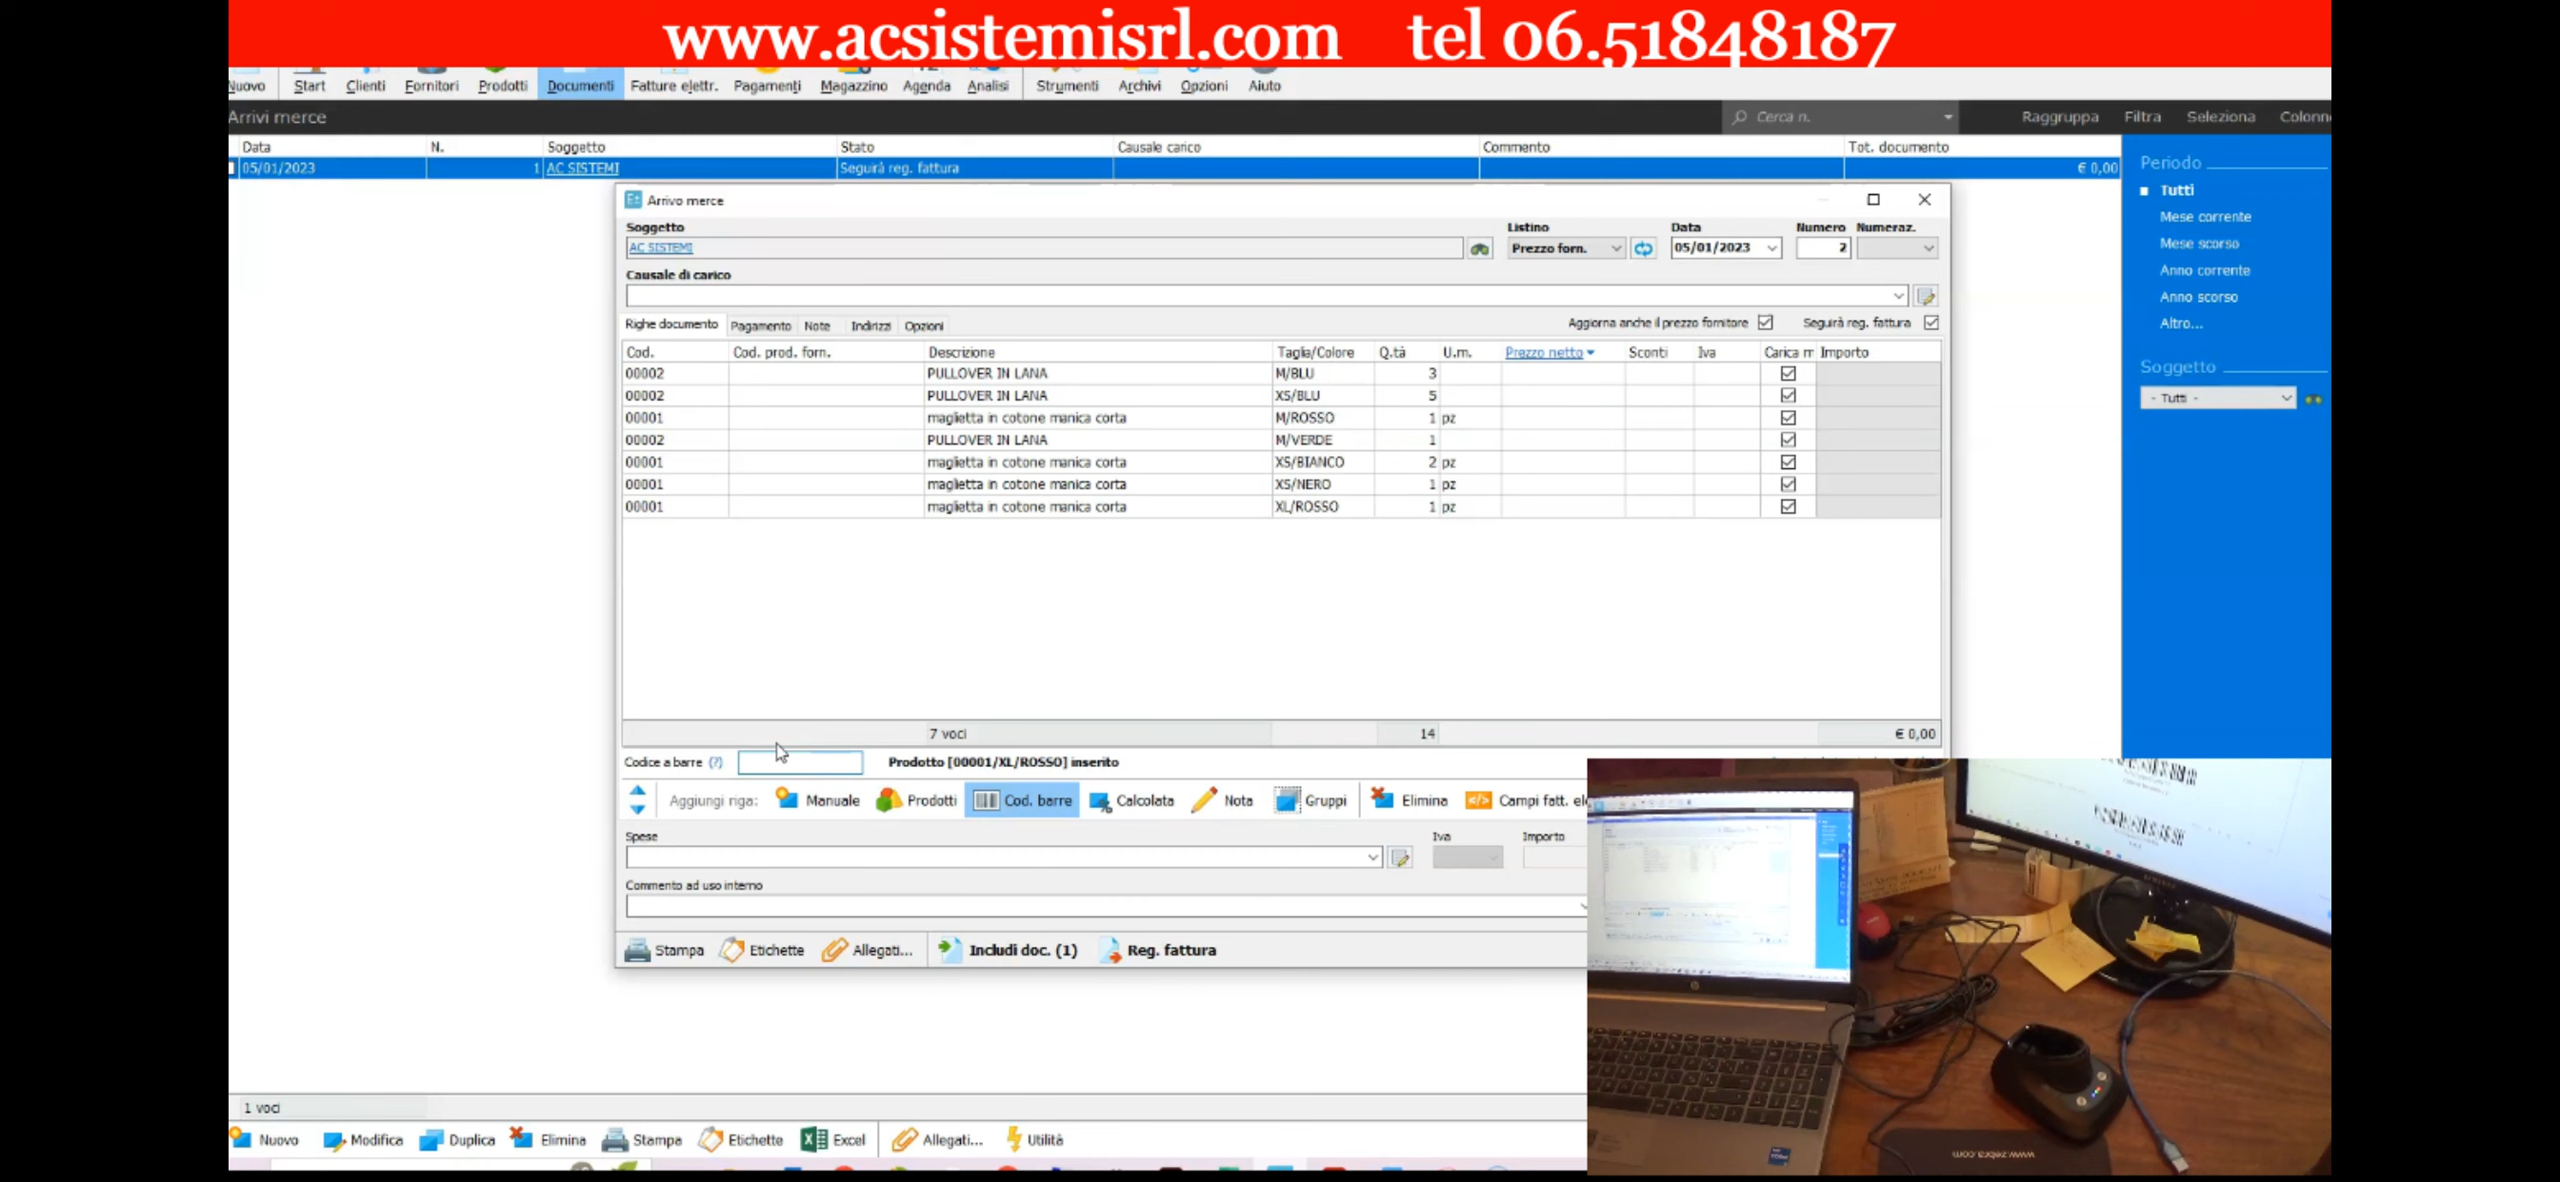 www.acsistemisrl.com tel 06.51848187
Nuovo Start Clienti Fornitori Prodotti Documenti Fatture elettr. Pagamenti Magazzino Agenda Analisi Strumenti Archivi Opzioni Aiuto
Arrivi merce Cerca n. Raggruppa Filtra Seleziona Colonn
Data N. Soggetto Stato Causale carico Commento Tot. documento
05/01/2023 1 AC SISTEMI Seguirà reg. fattura € 0,00
Periodo
Tutti
Mese corrente
Mese scorso
Anno corrente
Anno scorso
Altro...
Soggetto
- Tutti -
Arrivo merce
Soggetto Listino Data Numero Numeraz.
AC SISTEMI Prezzo forn. 05/01/2023 2
Causale di carico
Righe documento Pagamento Note Indirizzi Opzioni Aggiorna anche il prezzo fornitore Seguirà reg. fattura
Cod. Cod. prod. forn. Descrizione Taglia/Colore Q.tà U.m. Prezzo netto Sconti Iva Carica m Importo
00002 PULLOVER IN LANA M/BLU 3
00002 PULLOVER IN LANA XS/BLU 5
00001 maglietta in cotone manica corta M/ROSSO 1 pz
00002 PULLOVER IN LANA M/VERDE 1
00001 maglietta in cotone manica corta XS/BIANCO 2 pz
00001 maglietta in cotone manica corta XS/NERO 1 pz
00001 maglietta in cotone manica corta XL/ROSSO 1 pz
7 voci 14 € 0,00
Codice a barre (?) Prodotto [00001/XL/ROSSO] inserito
Aggiungi riga: Manuale Prodotti Cod. barre Calcolata Nota Gruppi Elimina Campi fatt. el
Spese Iva Importo
Commento ad uso interno
Stampa Etichette Allegati... Includi doc. (1) Reg. fattura
1 voci
Nuovo Modifica Duplica Elimina Stampa Etichette Excel Allegati... Utilità
www.zebra.com